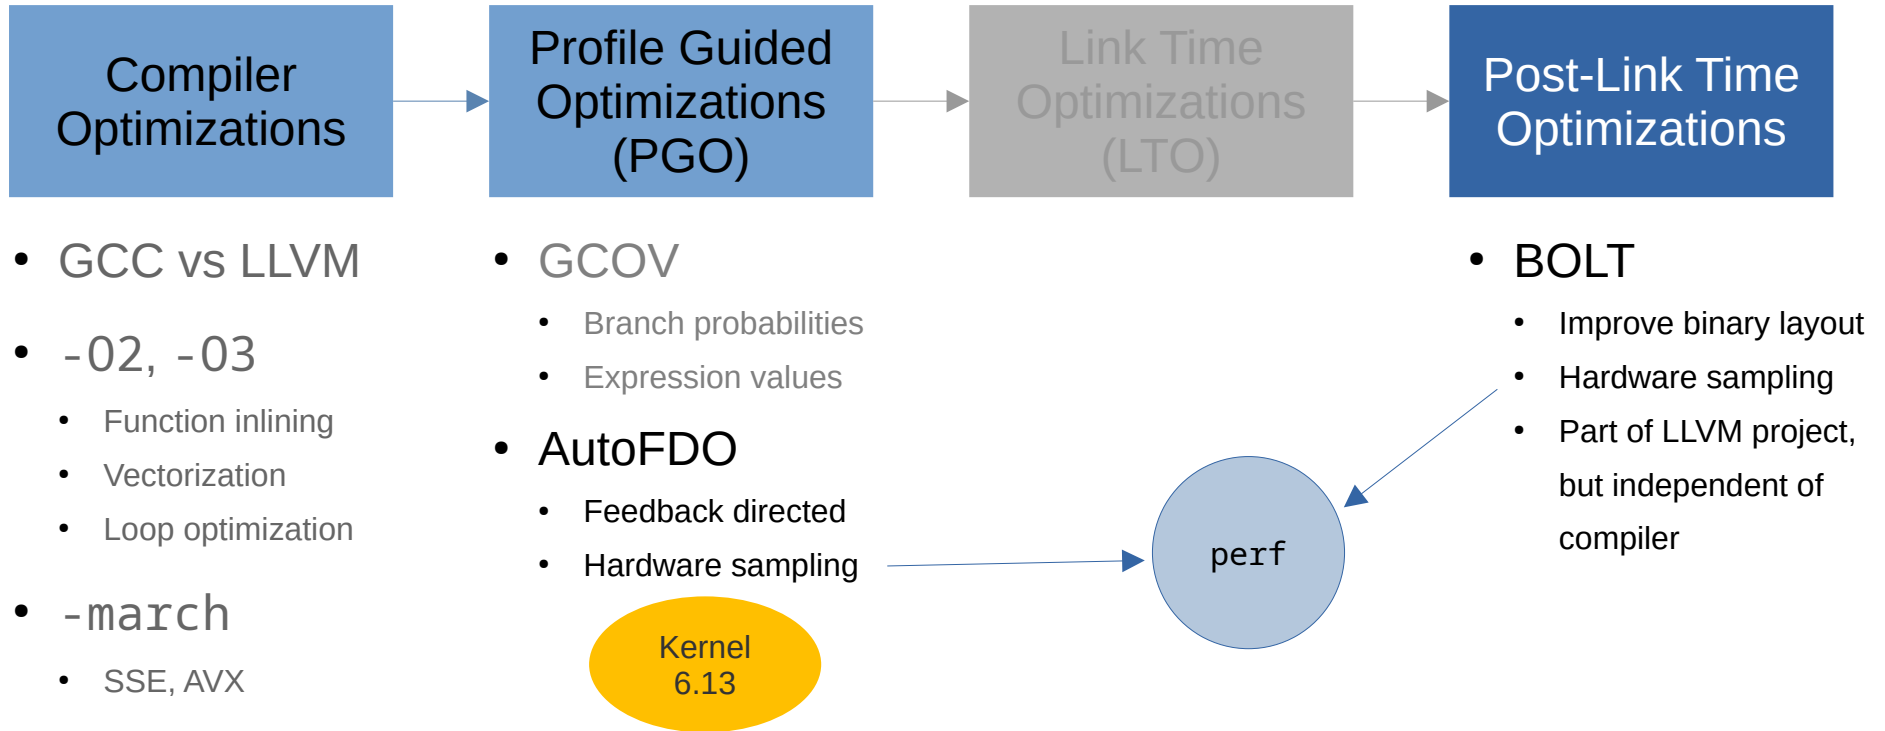 Compiler
Optimizations
Profile Guided
Optimizations
(PGO)
Link Time
Optimizations
(LTO)
Post-Link Time
Optimizations
• GCC vs LLVM
• -O2, -O3
• Function inlining
• Vectorization
• Loop optimization
• -march
• SSE, AVX
• GCOV
• Branch probabilities
• Expression values
• AutoFDO
• Feedback directed
• Hardware sampling
Kernel
6.13
perf
• BOLT
• Improve binary layout
• Hardware sampling
• Part of LLVM project,
but independent of
compiler